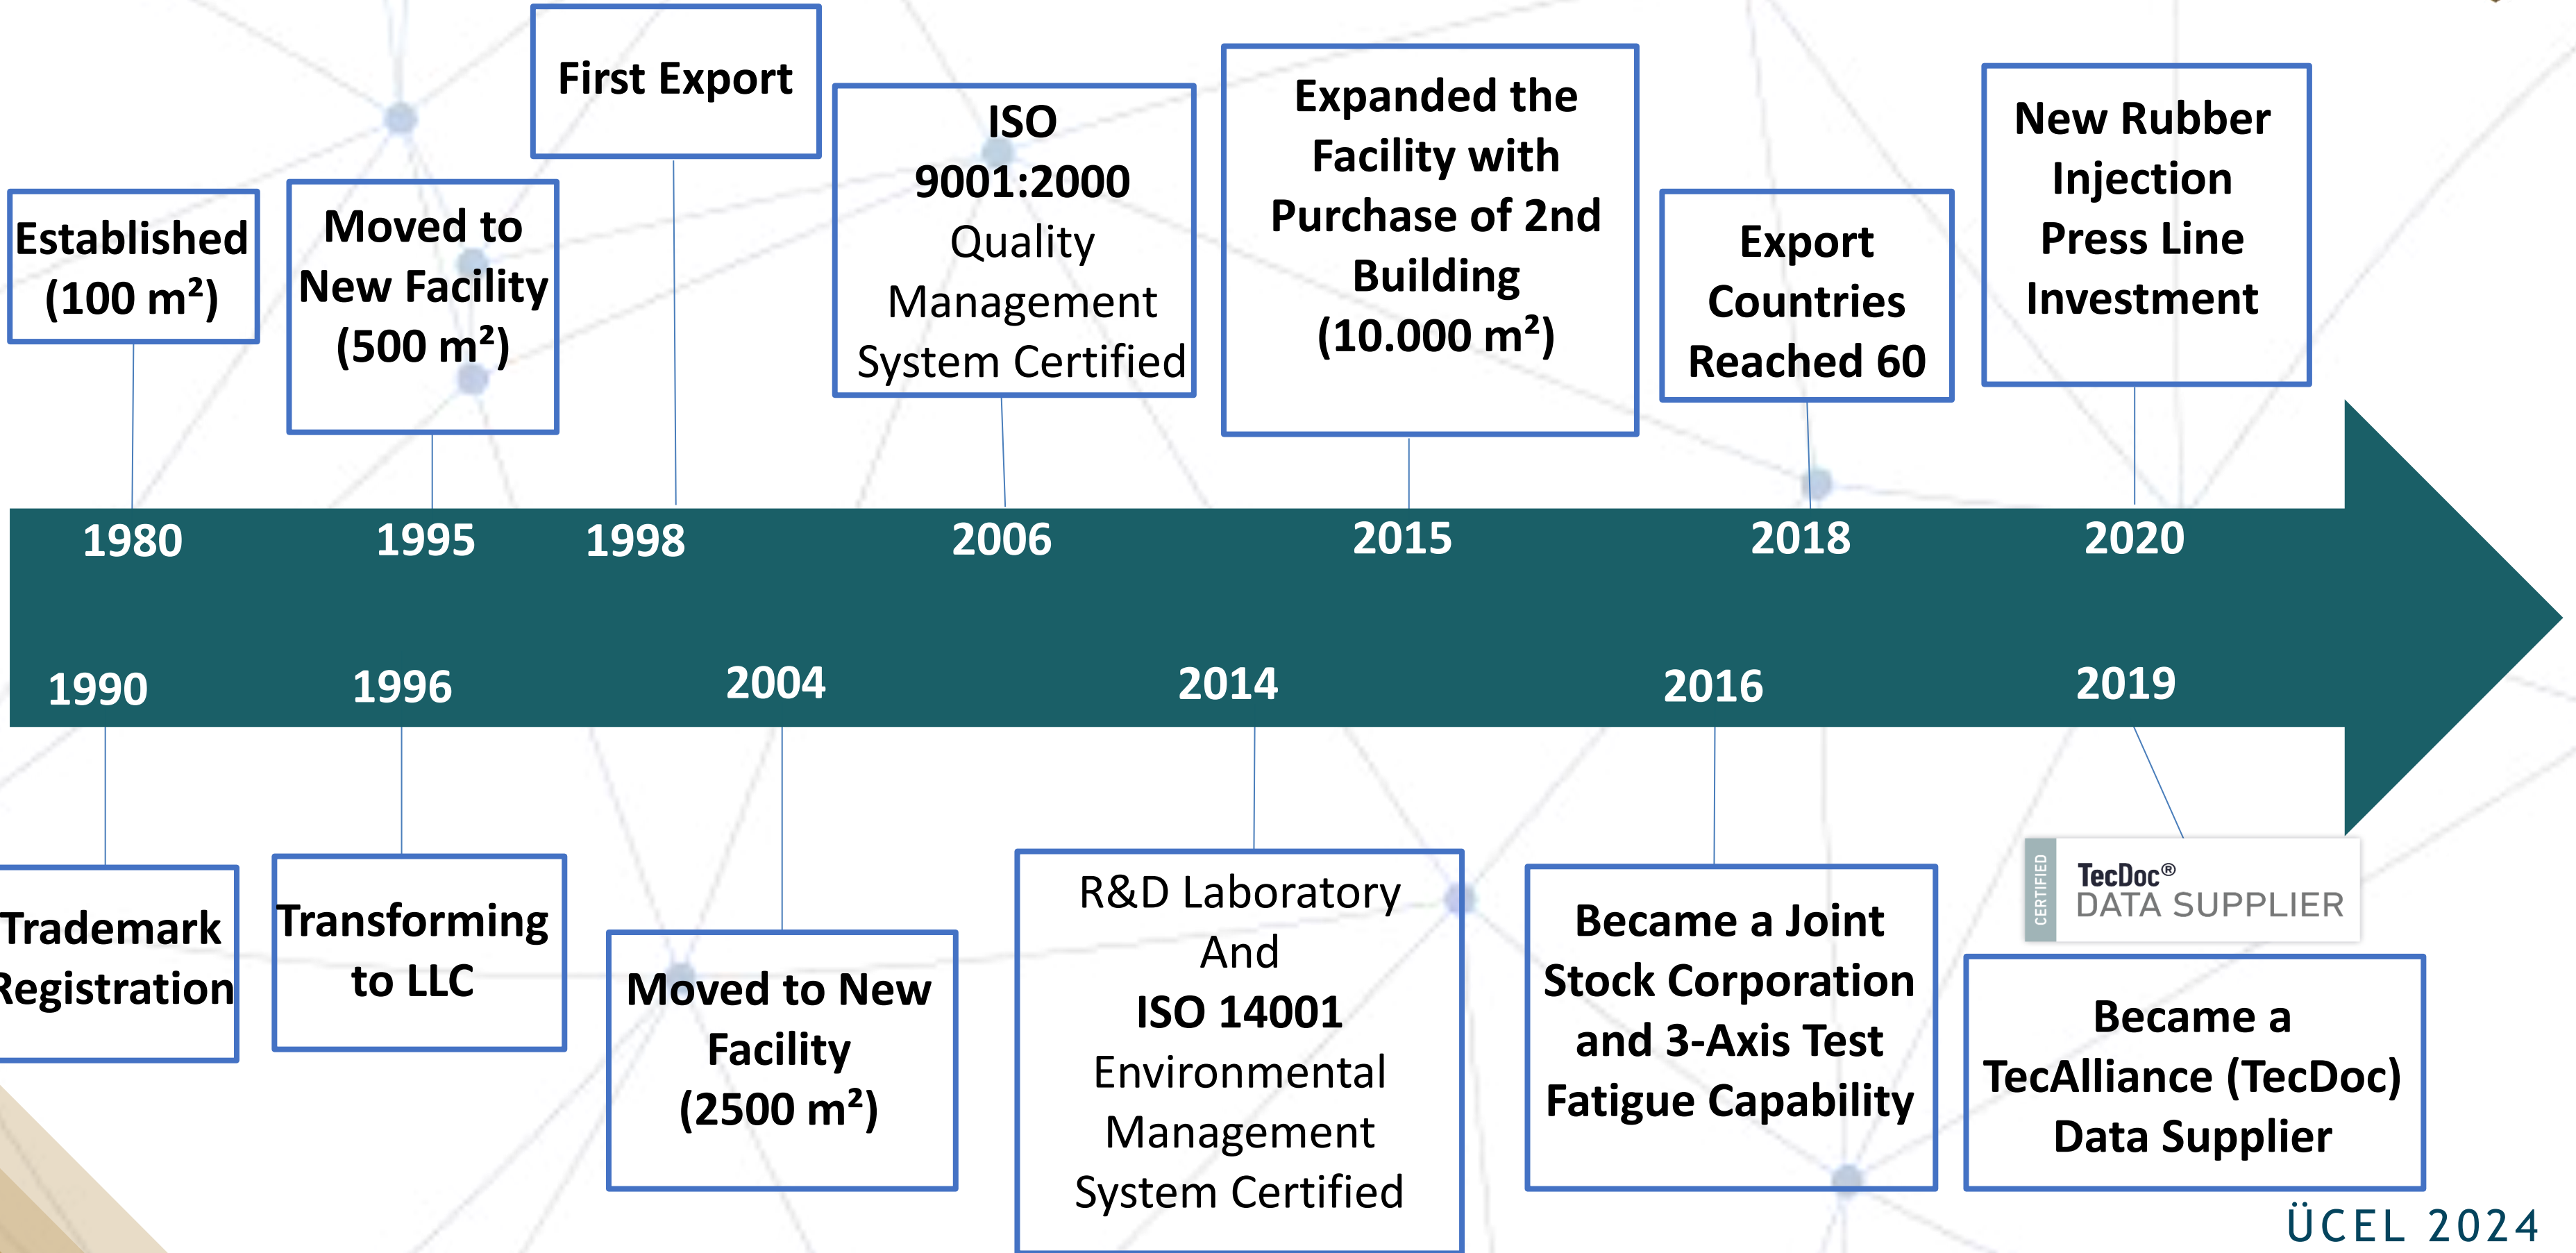 First Export
Established
(100 m²)
Moved to
New Facility
(500 m²)
ISO
9001:2000
Quality
Management
System Certified
Expanded the
Facility with
Purchase of 2nd
Building
(10.000 m²)
Export
Countries
Reached 60
New Rubber
Injection
Press Line
Investment
1980
1995
1998
2006
2015
2018
2020
1990
1996
2004
2014
2016
2019
Trademark
Registration
Transforming
to LLC
Moved to New
Facility
(2500 m²)
R&D Laboratory
And
ISO 14001
Environmental
Management
System Certified
Became a Joint
Stock Corporation
and 3-Axis Test
Fatigue Capability
CERTIFIED
TecDoc®
DATA SUPPLIER
Became a
TecAlliance (TecDoc)
Data Supplier
ÜCEL 2024